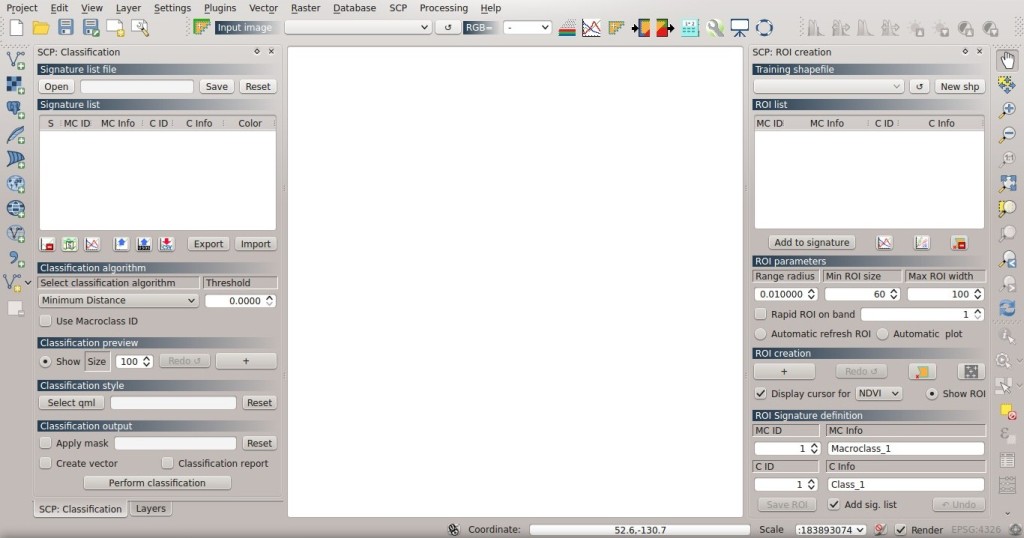 Project Edit View Layer Settings Plugins Vector Raster Database SCP Processing Help
Input image RGB= -
SCP: Classification
Signature list file
Open Save Reset
Signature list
S MC ID MC Info C ID C Info Color
Export Import
Classification algorithm
Select classification algorithm Threshold
Minimum Distance 0.0000
Use Macroclass ID
Classification preview
Show Size 100 Redo ↺ +
Classification style
Select qml Reset
Classification output
Apply mask Reset
Create vector Classification report
Perform classification
SCP: Classification Layers
SCP: ROI creation
Training shapefile
↺ New shp
ROI list
MC ID MC Info C ID C Info
Add to signature
ROI parameters
Range radius Min ROI size Max ROI width
0.010000 60 100
Rapid ROI on band 1
Automatic refresh ROI Automatic plot
ROI creation
+ Redo ↺
Display cursor for NDVI Show ROI
ROI Signature definition
MC ID MC Info
1 Macroclass_1
C ID C Info
1 Class_1
Save ROI Add sig. list ↶ Undo
Coordinate: 52.6,-130.7 Scale :183893074 Render EPSG:4326